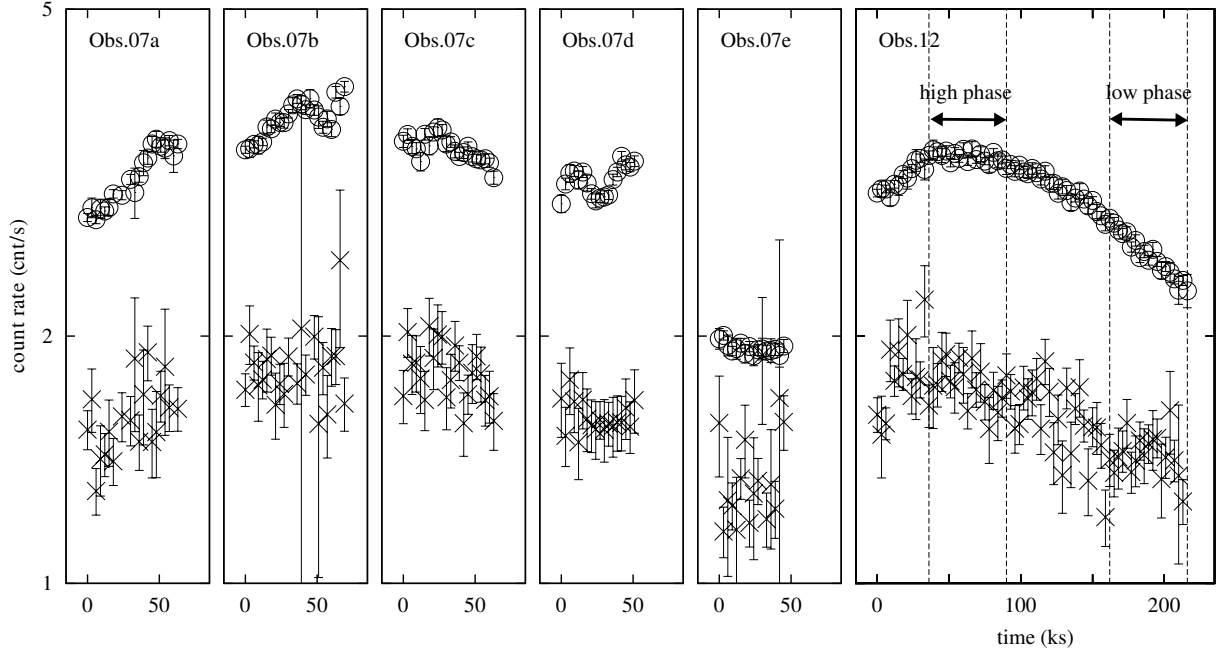 5
Obs.07a
Obs.07b
Obs.07c
Obs.07d
Obs.07e
Obs.12
high phase
low phase
count rate (cnt/s)
2
1
0 50
0 50
0 50
0 50
0 50
0 100 200
time (ks)